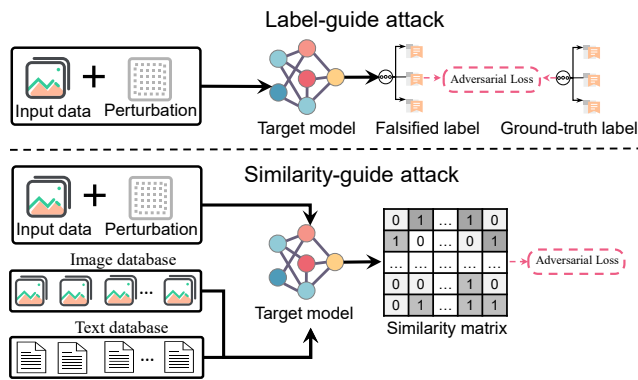 Label-guide attack
Input data + Perturbation
Target model
Falsified label
Adversarial Loss
Ground-truth label
Similarity-guide attack
Input data + Perturbation
Image database
...
Text database
...
Target model
0 1 ... 1 0
1 0 ... 0 1
... ... ... ... ...
0 0 ... 1 0
0 1 ... 1 1
Similarity matrix
Adversarial Loss